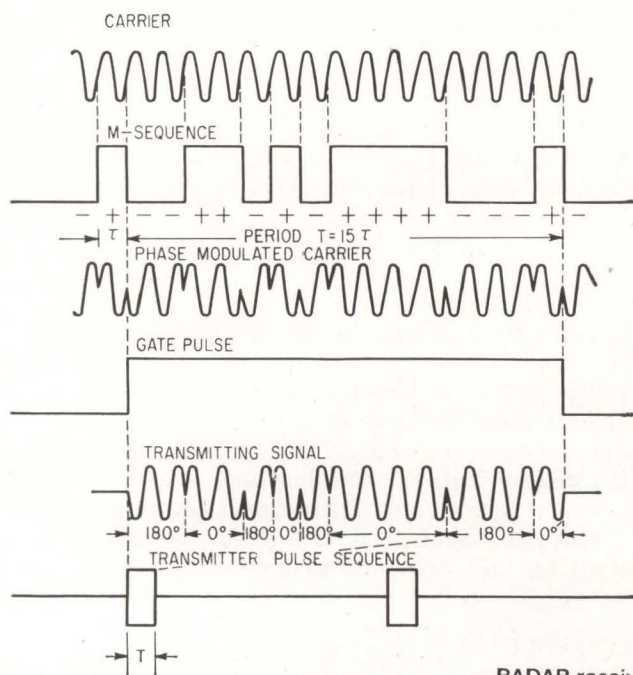 CARRIER
M-SEQUENCE
- + - - + + - + - + + + + - - - + -
τ PERIOD T = 15 τ
PHASE MODULATED CARRIER
GATE PULSE
TRANSMITTING SIGNAL
180° 0° 180° 0° 180° 0° 180° 0°
TRANSMITTER PULSE SEQUENCE
T
RADAR